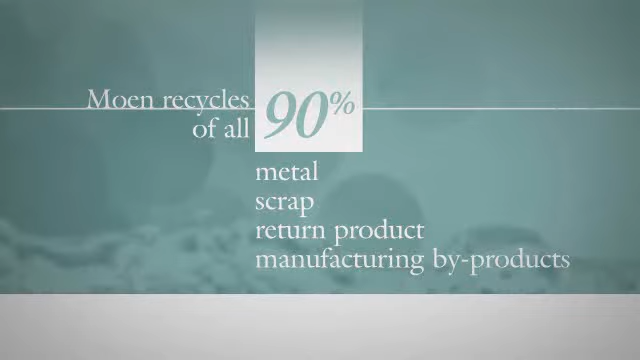 Moen recycles
of all
90%
metal
scrap
return product
manufacturing by-products